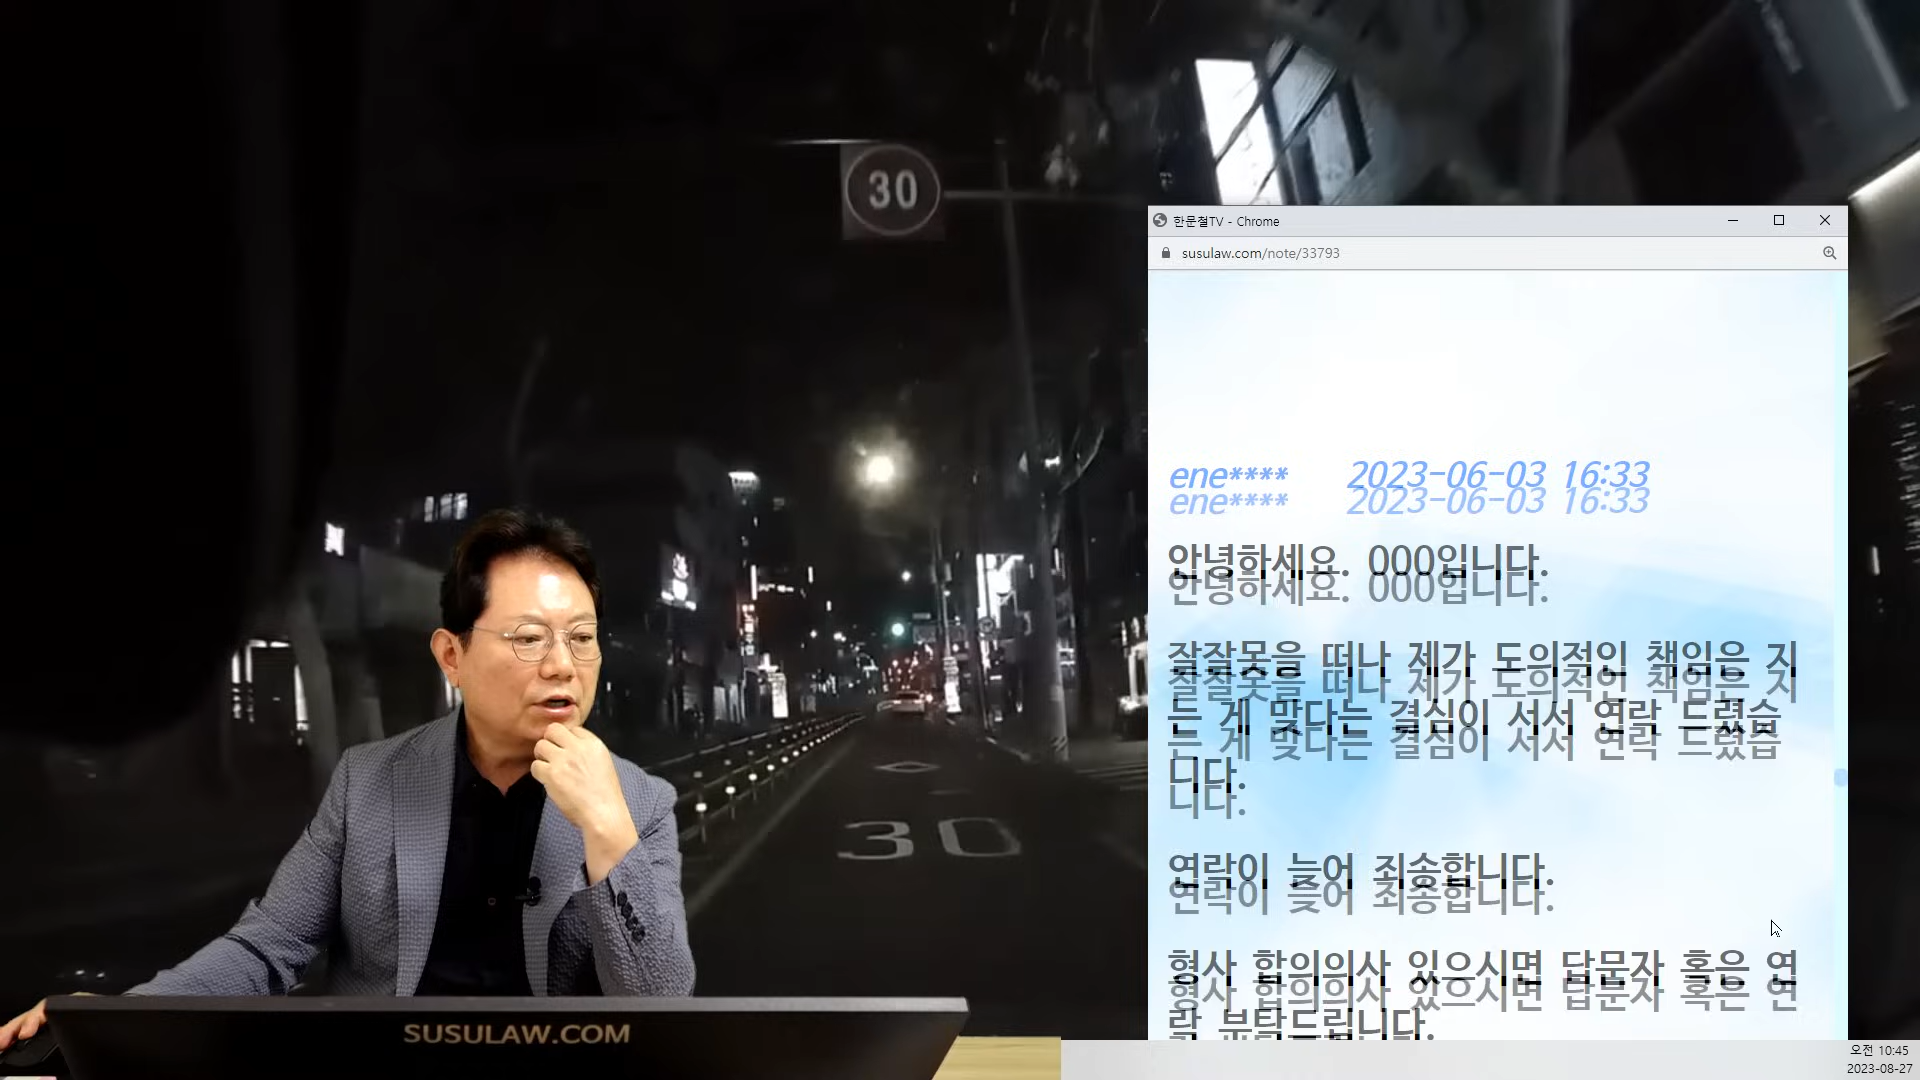 30
한문철TV - Chrome
susulaw.com/note/33793
ene**** 2023-06-03 16:33
안녕하세요. 000입니다.
잘잘못을 떠나 제가 도의적인 책임은 지
는 게 맞다는 결심이 서서 연락 드렸습
니다.
연락이 늦어 죄송합니다.
형사 합의의사 있으시면 답문자 혹은 연
락 부탁드립니다.
30
SUSULAW.COM
오전 10:45
2023-08-27